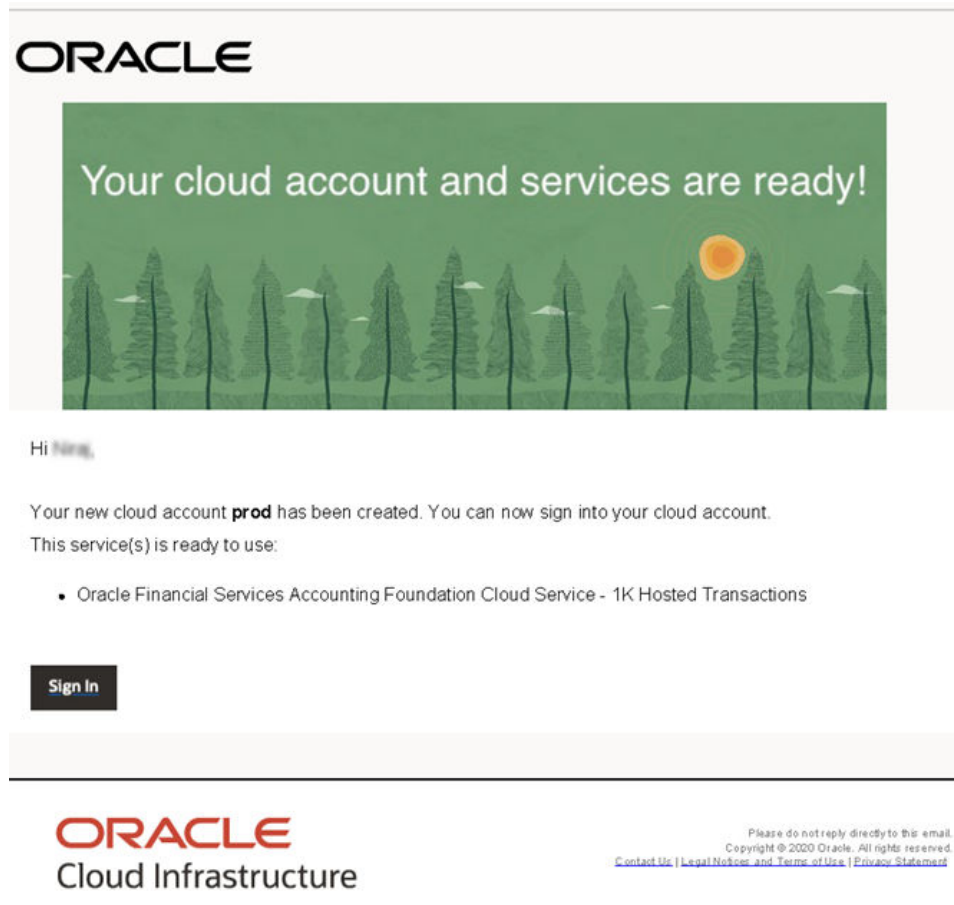 ORACLE
Your cloud account and services are ready!
Hi
Your new cloud account prod has been created. You can now sign into your cloud account.
This service(s) is ready to use:
• Oracle Financial Services Accounting Foundation Cloud Service - 1K Hosted Transactions
Sign In
ORACLE
Cloud Infrastructure
Please do not reply directly to this email.
Copyright © 2020 Oracle. All rights reserved.
Contact Us | Legal Notices and Terms of Use | Privacy Statement